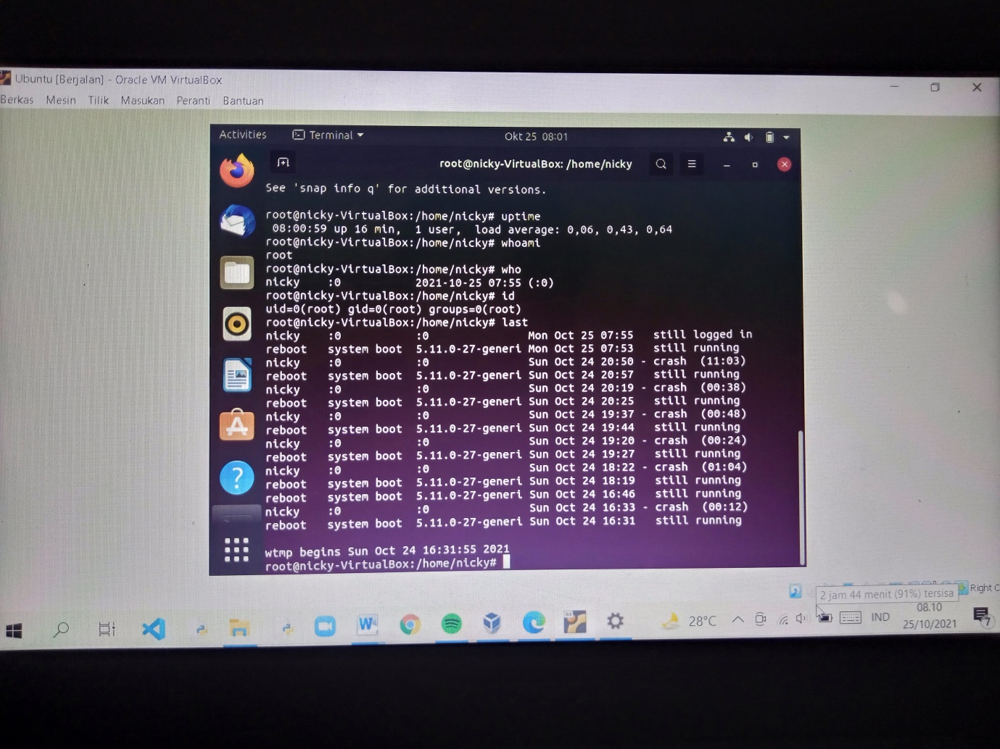 Ubuntu [Berjalan] - Oracle VM VirtualBox
Berkas Mesin Tilik Masukan Peranti Bantuan
Activities Terminal Okt 25 08:01
root@nicky-VirtualBox: /home/nicky
See 'snap info q' for additional versions.
root@nicky-VirtualBox:/home/nicky# uptime
08:00:59 up 16 min, 1 user, load average: 0,06, 0,43, 0,64
root@nicky-VirtualBox:/home/nicky# whoami
root
root@nicky-VirtualBox:/home/nicky# who
nicky :0 2021-10-25 07:55 (:0)
root@nicky-VirtualBox:/home/nicky# id
uid=0(root) gid=0(root) groups=0(root)
root@nicky-VirtualBox:/home/nicky# last
nicky :0 :0 Mon Oct 25 07:55 still logged in
reboot system boot 5.11.0-27-generi Mon Oct 25 07:53 still running
nicky :0 :0 Sun Oct 24 20:50 - crash (11:03)
reboot system boot 5.11.0-27-generi Sun Oct 24 20:57 still running
nicky :0 :0 Sun Oct 24 20:19 - crash (00:38)
reboot system boot 5.11.0-27-generi Sun Oct 24 20:25 still running
nicky :0 :0 Sun Oct 24 19:37 - crash (00:48)
reboot system boot 5.11.0-27-generi Sun Oct 24 19:44 still running
nicky :0 :0 Sun Oct 24 19:20 - crash (00:24)
reboot system boot 5.11.0-27-generi Sun Oct 24 19:27 still running
nicky :0 :0 Sun Oct 24 18:22 - crash (01:04)
reboot system boot 5.11.0-27-generi Sun Oct 24 18:19 still running
reboot system boot 5.11.0-27-generi Sun Oct 24 16:46 still running
nicky :0 :0 Sun Oct 24 16:33 - crash (00:12)
reboot system boot 5.11.0-27-generi Sun Oct 24 16:31 still running
wtmp begins Sun Oct 24 16:31:55 2021
root@nicky-VirtualBox:/home/nicky#
Right C
2 jam 44 menit (91%) tersisa
28°C IND
08.10
25/10/2021
7